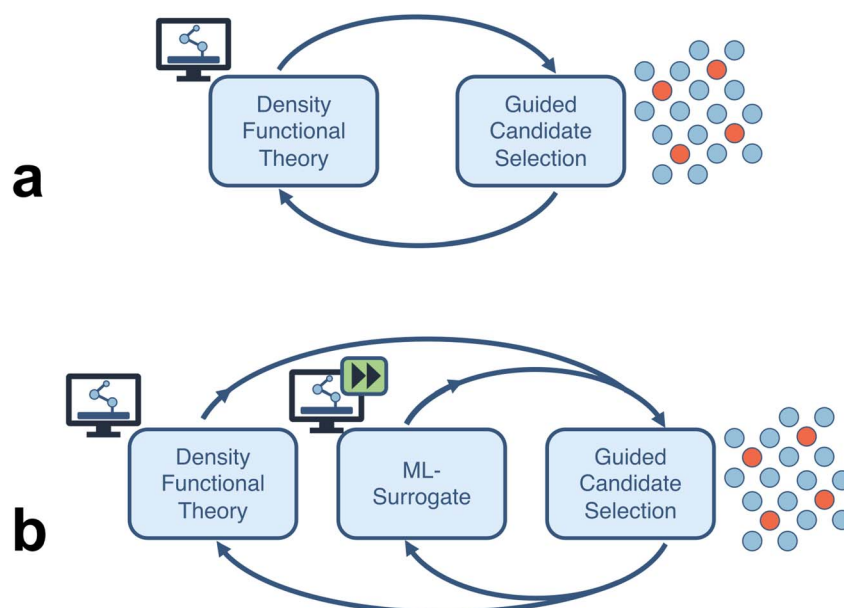 Density
Functional
Theory
Guided
Candidate
Selection
a
Density
Functional
Theory
ML-
Surrogate
Guided
Candidate
Selection
b